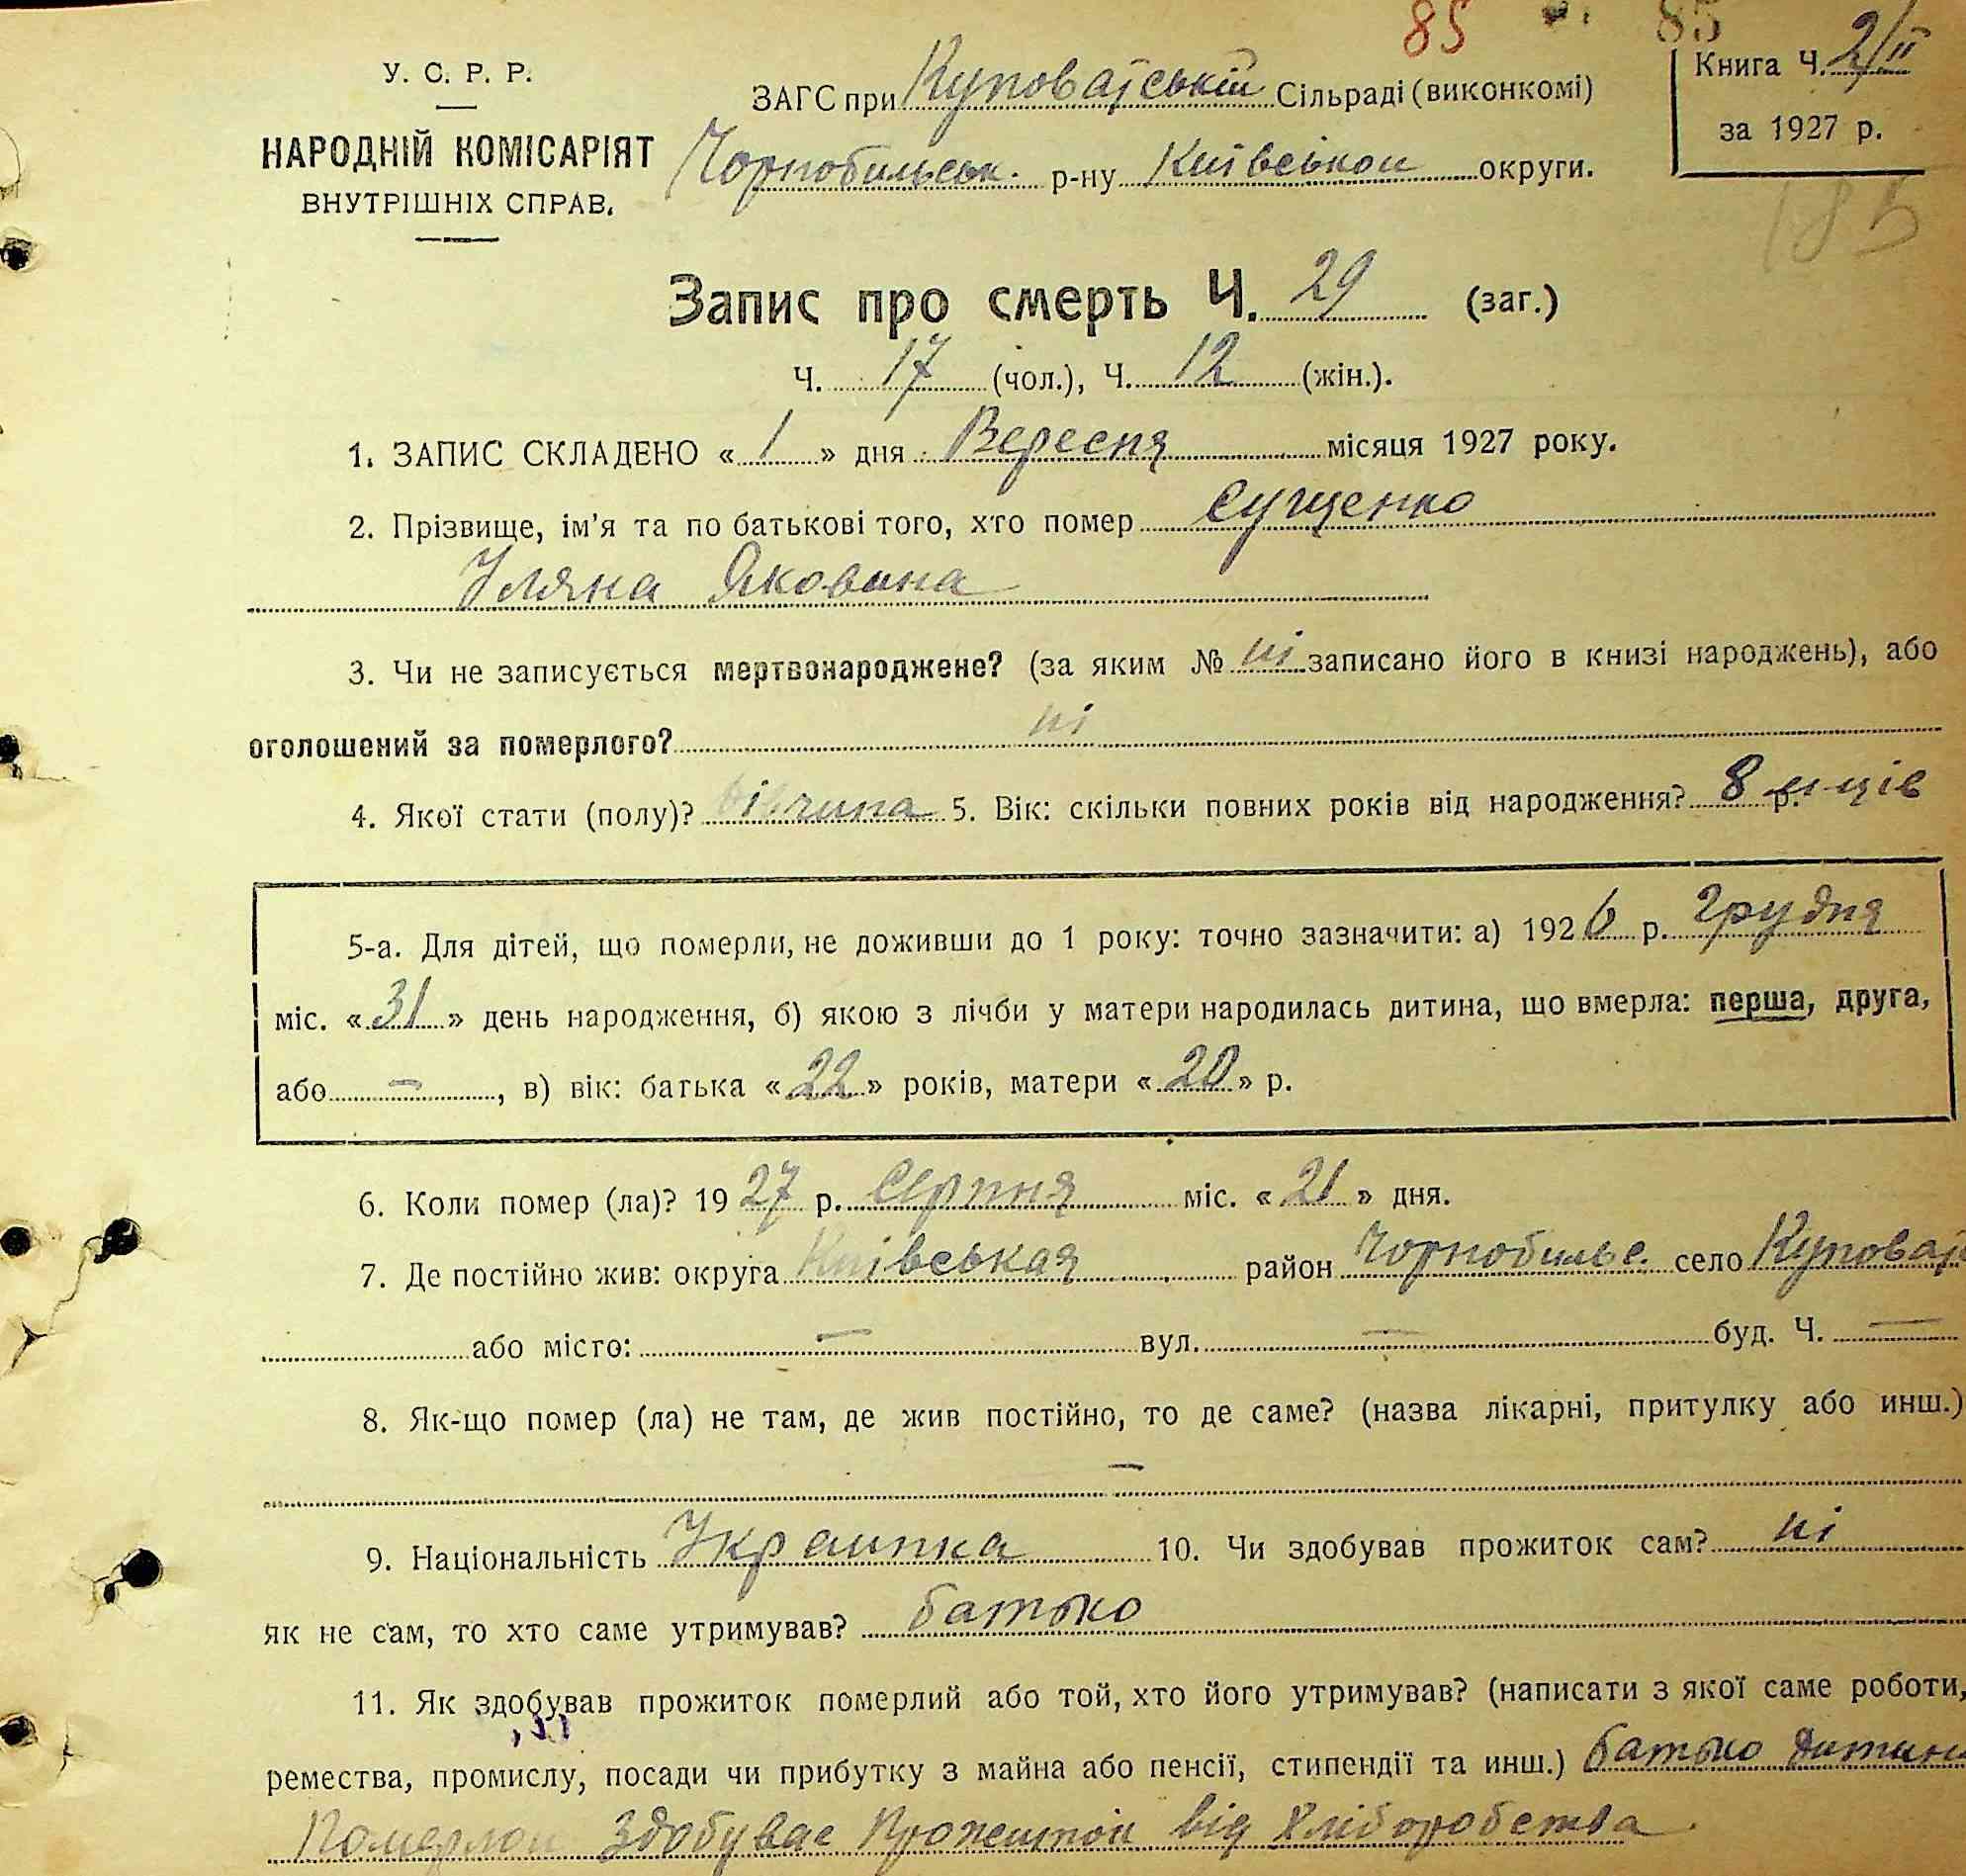 85 85
У. С. Р. Р.
НАРОДНІЙ КОМІСАРІЯТ
ВНУТРІШНІХ СПРАВ.
ЗАГС при Куповаїській Сільраді (виконкомі)
Чорнобильськ. р-ну Київськои округи.
Книга Ч. 2/II
за 1927 р.
185
Запис про смерть Ч. 29 (заг.)
Ч. 17 (чол.), Ч. 12 (жін.).
1. ЗАПИС СКЛАДЕНО « 1 » дня Вересня місяця 1927 року.
2. Прізвище, ім'я та по батькові того, хто помер Сущенко
Уляна Яковина
3. Чи не записується мертвонароджене? (за яким № ні записано його в книзі народжень), або
оголошений за померлого? ні
4. Якої стати (полу)? дівчина 5. Вік: скільки повних років від народження? 8 р. м-ців
5-а. Для дітей, що померли, не доживши до 1 року: точно зазначити: а) 1926 р. Грудня
міс. « 31 » день народження, б) якою з лічби у матери народилась дитина, що вмерла: перша, друга,
або — , в) вік: батька « 22 » років, матери « 20 » р.
6. Коли помер (ла)? 1927 р. Серпня міс. « 21 » дня.
7. Де постійно жив: округа Київськая район Чорнобильс. село Куповат
або місто: — вул. — буд. Ч. —
8. Як-що помер (ла) не там, де жив постійно, то де саме? (назва лікарні, притулку або инш.)
—
9. Національність Украинка 10. Чи здобував прожиток сам? ні
як не сам, то хто саме утримував? батько
11. Як здобував прожиток померлий або той, хто його утримував? (написати з якої саме роботи,
ремества, промислу, посади чи прибутку з майна або пенсії, стипендії та инш.) батько дитини
Померлои здобувае прожиток від хліборобства